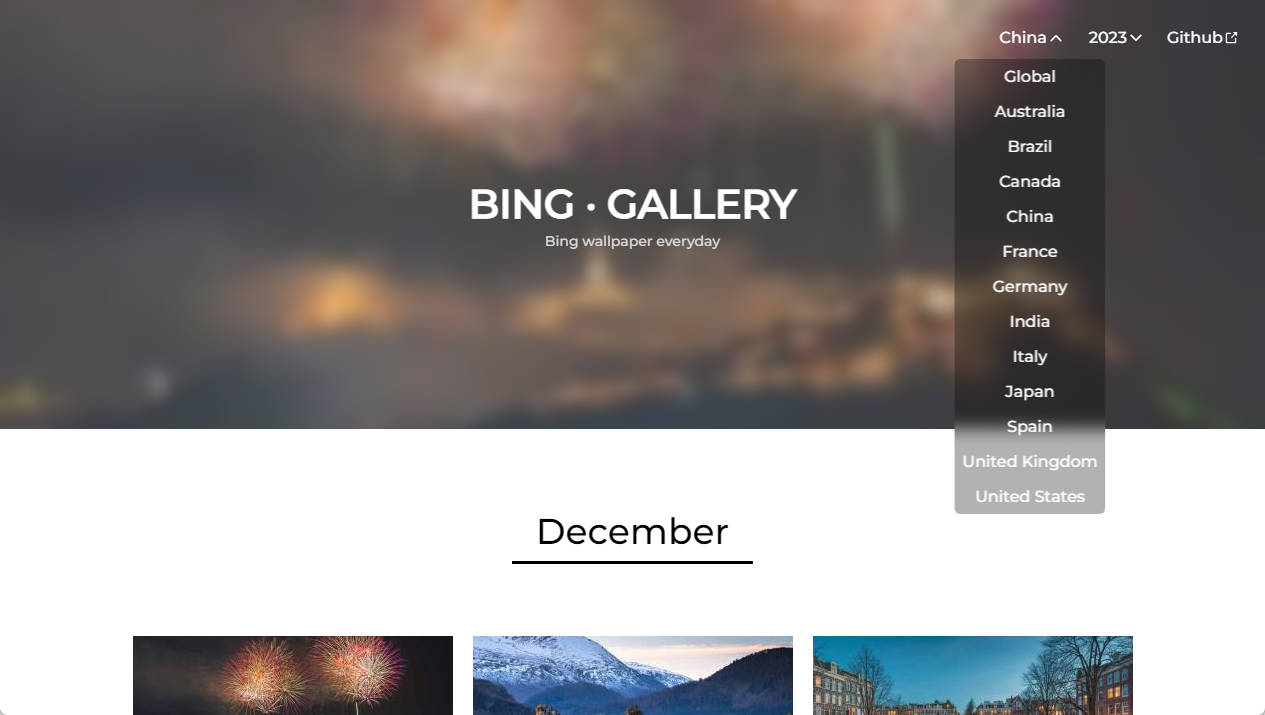 China 2023 Github
Global
Australia
Brazil
Canada
China
France
Germany
India
Italy
Japan
Spain
United Kingdom
United States
BING · GALLERY
Bing wallpaper everyday
December